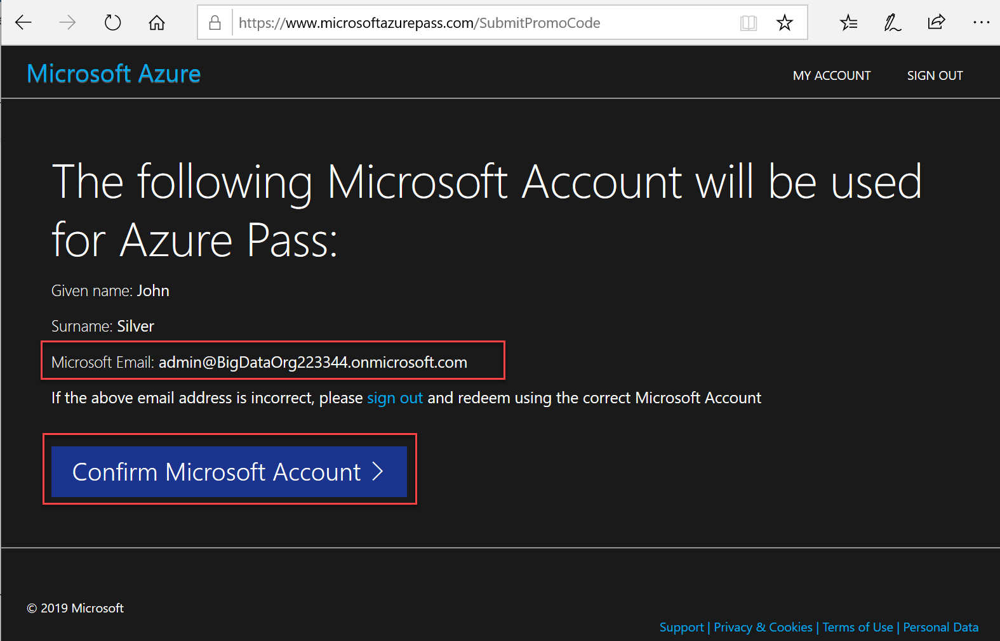 https://www.microsoftazurepass.com/SubmitPromoCode
Microsoft Azure
MY ACCOUNT
SIGN OUT
The following Microsoft Account will be used
for Azure Pass:
Given name: John
Surname: Silver
Microsoft Email: admin@BigDataOrg223344.onmicrosoft.com
If the above email address is incorrect, please sign out and redeem using the correct Microsoft Account
Confirm Microsoft Account
© 2019 Microsoft
Support | Privacy & Cookies | Terms of Use | Personal Data